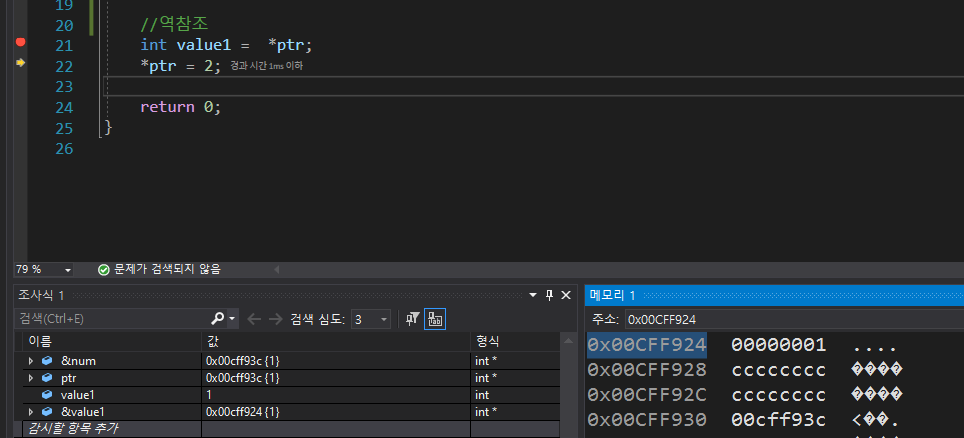 19
20 //역참조
21 int value1 = *ptr;
22 *ptr = 2; 경과 시간 1ms 이하
23
24 return 0;
25 }
26
79 % 문제가 검색되지 않음
조사식 1
검색(Ctrl+E) 검색 심도: 3
이름 값 형식
&num 0x00cff93c {1} int *
ptr 0x00cff93c {1} int *
value1 1 int
&value1 0x00cff924 {1} int *
감시할 항목 추가
메모리 1
주소: 0x00CFF924
0x00CFF924 00000001 ....
0x00CFF928 cccccccc ����
0x00CFF92C cccccccc ����
0x00CFF930 00cff93c <��.